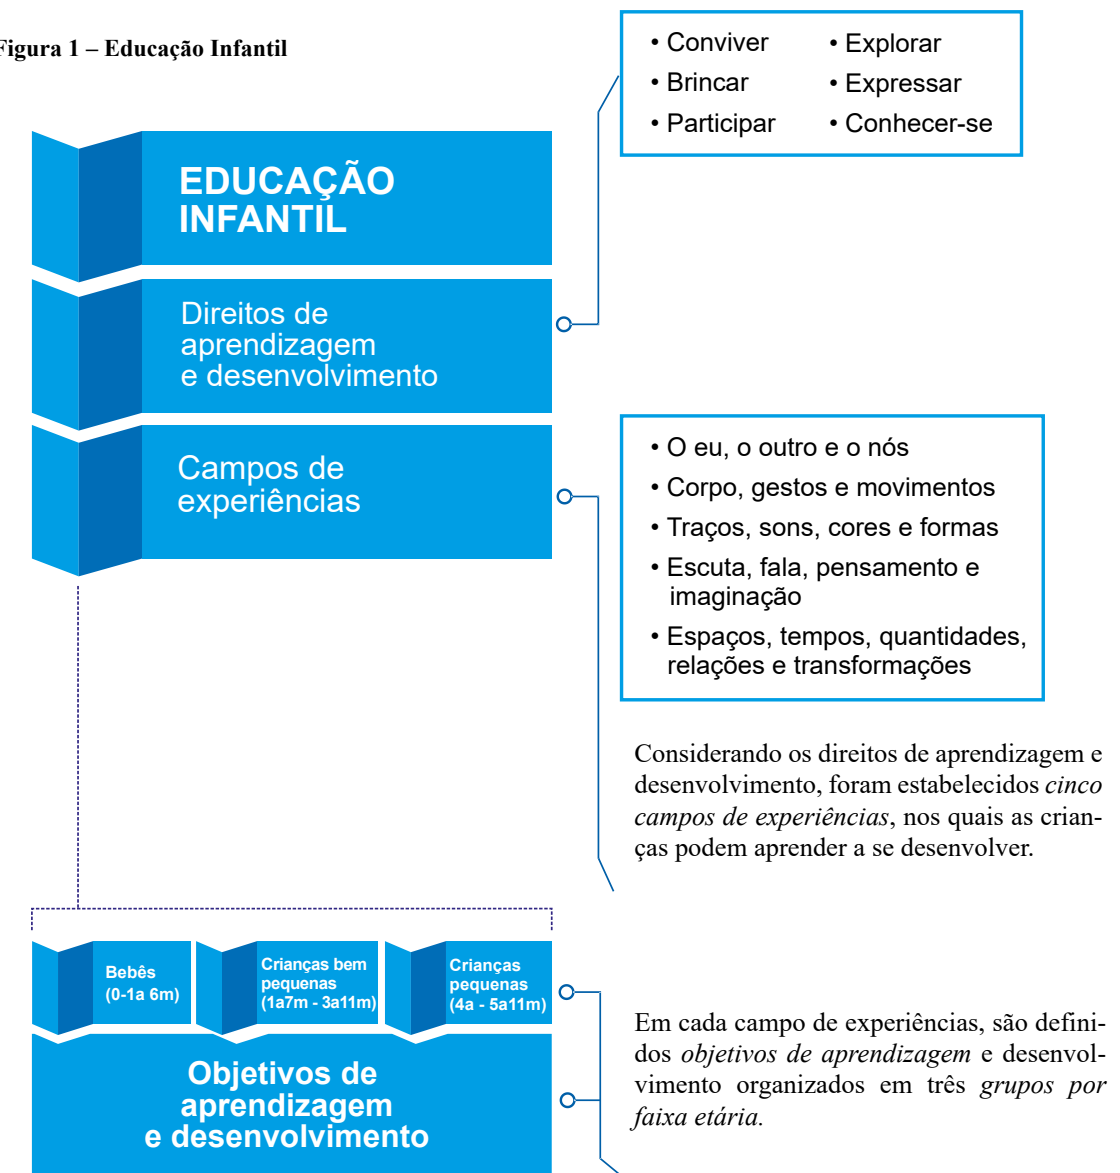 Figura 1 – Educação Infantil
• Conviver
• Brincar
• Participar
• Explorar
• Expressar
• Conhecer-se
EDUCAÇÃO
INFANTIL
Direitos de
aprendizagem
e desenvolvimento
Campos de
experiências
• O eu, o outro e o nós
• Corpo, gestos e movimentos
• Traços, sons, cores e formas
• Escuta, fala, pensamento e
imaginação
• Espaços, tempos, quantidades,
relações e transformações
Considerando os direitos de aprendizagem e
desenvolvimento, foram estabelecidos cinco
campos de experiências, nos quais as crian-
ças podem aprender a se desenvolver.
Bebês
(0-1a 6m)
Crianças bem
pequenas
(1a7m - 3a11m)
Crianças
pequenas
(4a - 5a11m)
Objetivos de
aprendizagem
e desenvolvimento
Em cada campo de experiências, são defini-
dos objetivos de aprendizagem e desenvol-
vimento organizados em três grupos por
faixa etária.